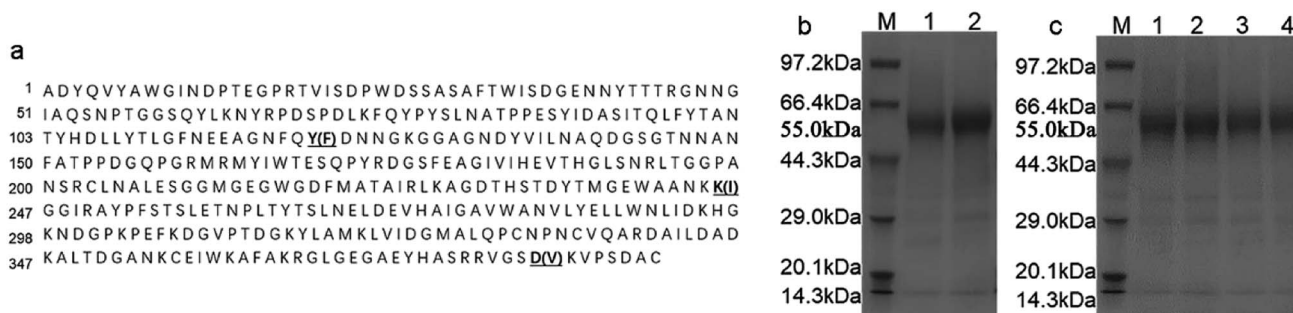 a
1 ADYQVYAWGINDPTEGPRTVISDPWDSSASAFTWISDGENNYTTTRGNNG
51 IAQSNPTGGSQYLKNYRPDSPDLKFQYPYSLNATPPESYIDASITQLFYTAN
103 TYHDLLYTLGFNEEAGNFQY(F)DNNGKGGAGNDYVILNAQDGSGTNNAN
150 FATPPDGQPGRMRMYIWTESQPYRDGSFEAGIVIHEVTHGLSNRLTGGPA
200 NSRCLNALESGGMGEGWGDFMATAIRLKAGDTHSTDYTMGEWAANKK(I)
247 GGIRAYPFSTSLETNPLTYTSLNELDEVHAIGAVWANVLYELLWNLIDKHG
298 KNDGPKPEFKDGVPTDGKYLAMKLVIDGMALQPCNPNCVQARDAILDAD
347 KALTDGANKCEIWKAFAKRGLGEGAEYHASRRVGSD(V)KVPSDAC
b
M 1 2
97.2kDa
66.4kDa
55.0kDa
44.3kDa
29.0kDa
20.1kDa
14.3kDa
c
M 1 2 3 4
97.2kDa
66.4kDa
55.0kDa
44.3kDa
29.0kDa
20.1kDa
14.3kDa